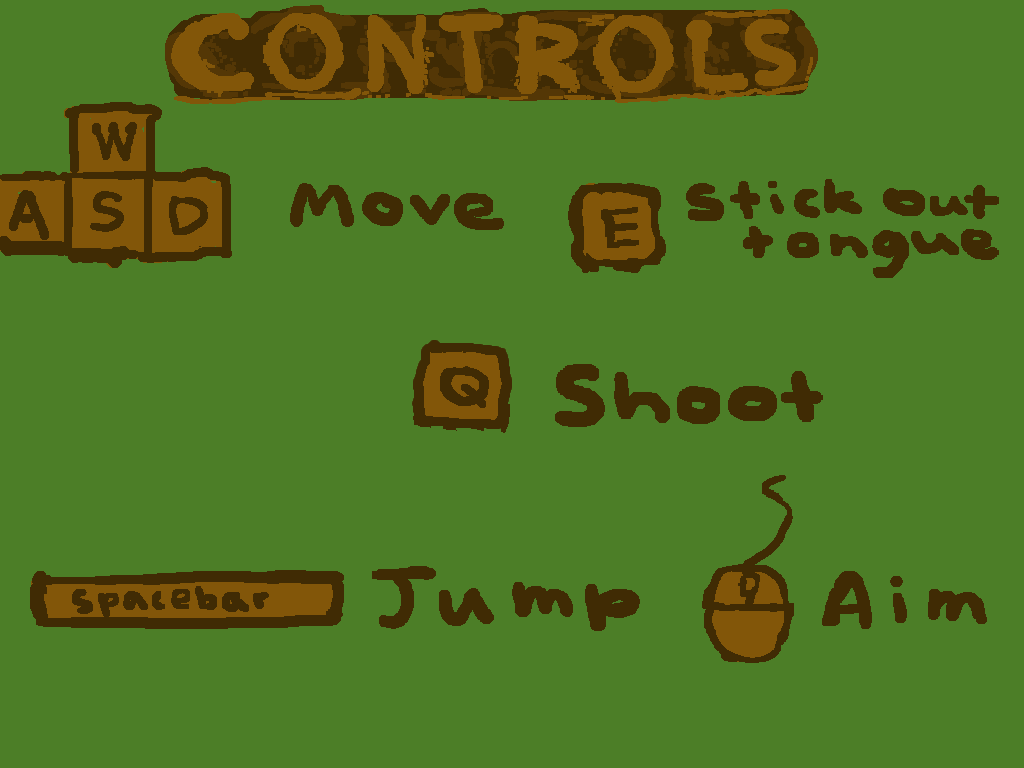 CONTROLS
W
A S D Move
E Stick out
tongue
Q Shoot
spacebar Jump Aim